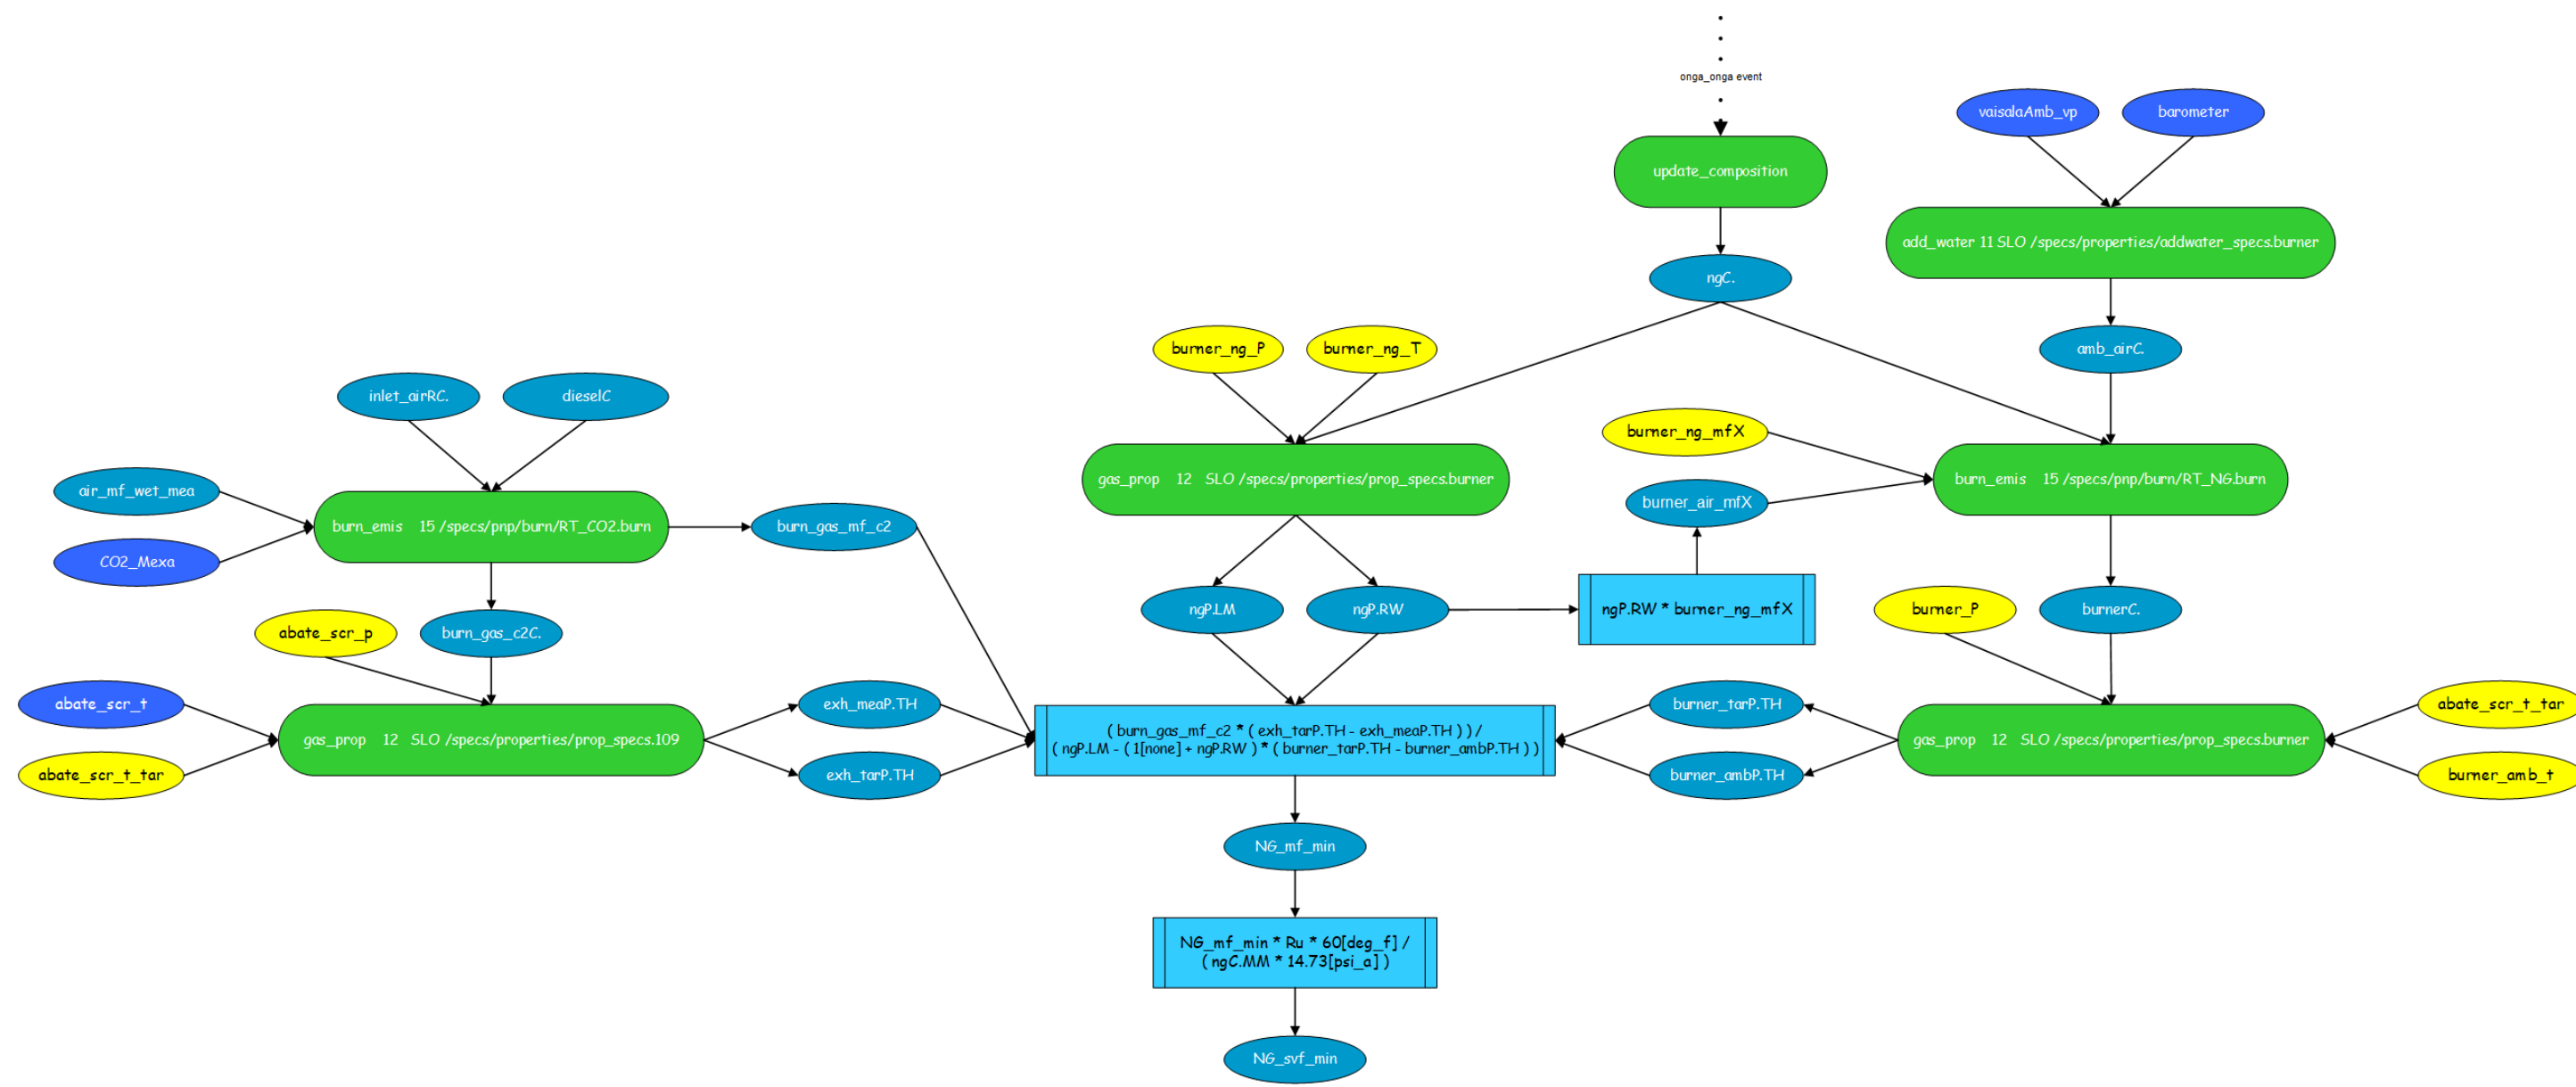 onga_onga event
vaisalaAmb_vp
barometer
update_composition
add_water 11 SLO /specs/properties/addwater_specs.burner
ngC.
burner_ng_P
burner_ng_T
amb_airC.
inlet_airRC.
dieselC
burner_ng_mfX
air_mf_wet_mea
gas_prop 12 SLO /specs/properties/prop_specs.burner
burn_emis 15 /specs/pnp/burn/RT_NG.burn
burner_air_mfX
burn_emis 15 /specs/pnp/burn/RT_CO2.burn
burn_gas_mf_c2
CO2_Mexa
ngP.LM
ngP.RW
ngP.RW * burner_ng_mfX
burner_P
burnerC.
abate_scr_p
burn_gas_c2C.
abate_scr_t
exh_meaP.TH
burner_tarP.TH
abate_scr_t_tar
gas_prop 12 SLO /specs/properties/prop_specs.109
( burn_gas_mf_c2 * ( exh_tarP.TH - exh_meaP.TH ) ) /
( ngP.LM - ( 1[none] + ngP.RW ) * ( burner_tarP.TH - burner_ambP.TH ) )
gas_prop 12 SLO /specs/properties/prop_specs.burner
abate_scr_t_tar
exh_tarP.TH
burner_ambP.TH
burner_amb_t
NG_mf_min
NG_mf_min * Ru * 60[deg_f] /
( ngC.MM * 14.73[psi_a] )
NG_svf_min